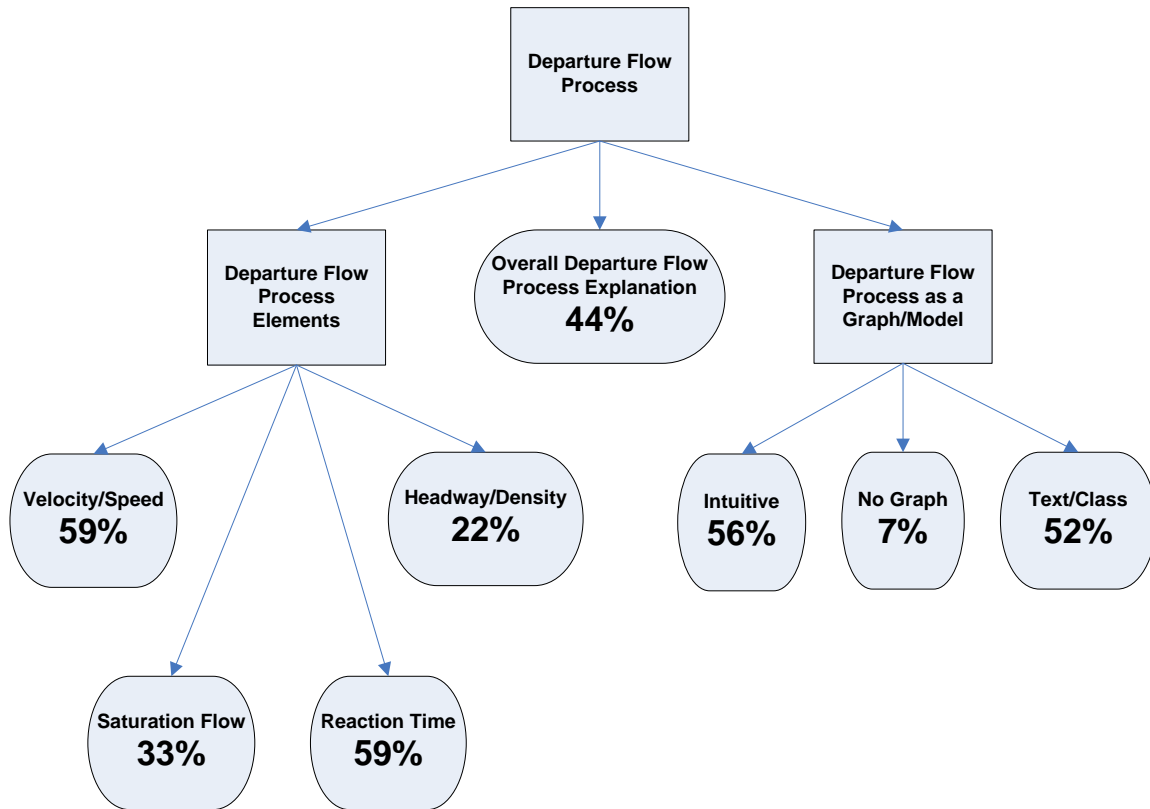 Departure Flow
Process
Departure Flow
Process
Elements
Overall Departure Flow
Process Explanation
44%
Departure Flow
Process as a
Graph/Model
Velocity/Speed
59%
Headway/Density
22%
Intuitive
56%
No Graph
7%
Text/Class
52%
Saturation Flow
33%
Reaction Time
59%